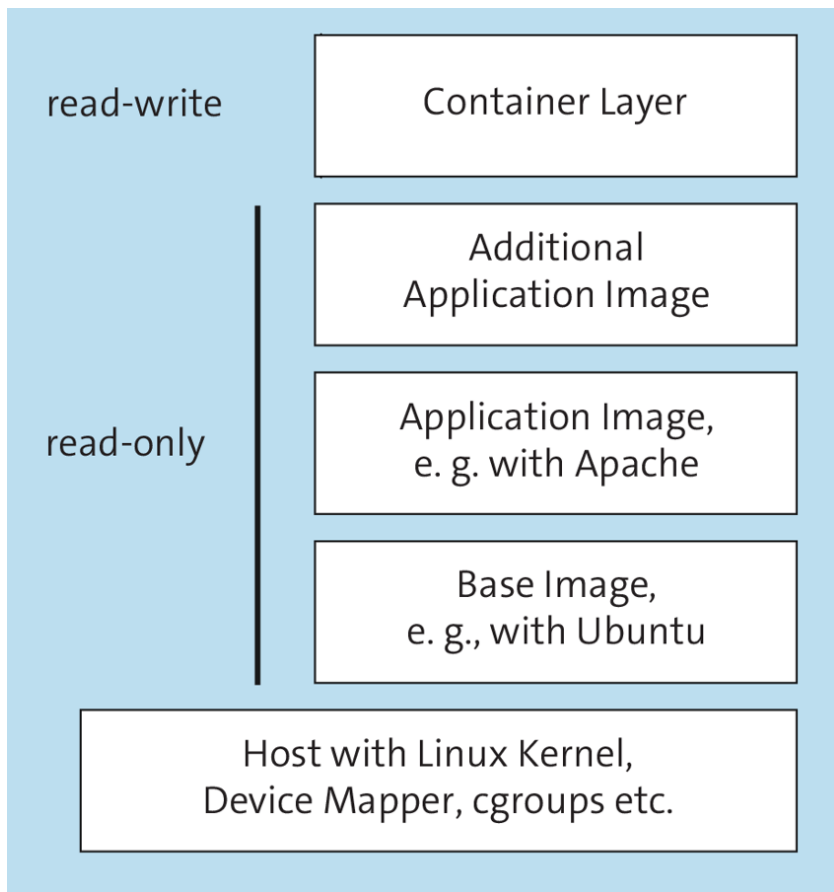 read-write
Container Layer
Additional
Application Image
read-only
Application Image,
e. g. with Apache
Base Image,
e. g., with Ubuntu
Host with Linux Kernel,
Device Mapper, cgroups etc.